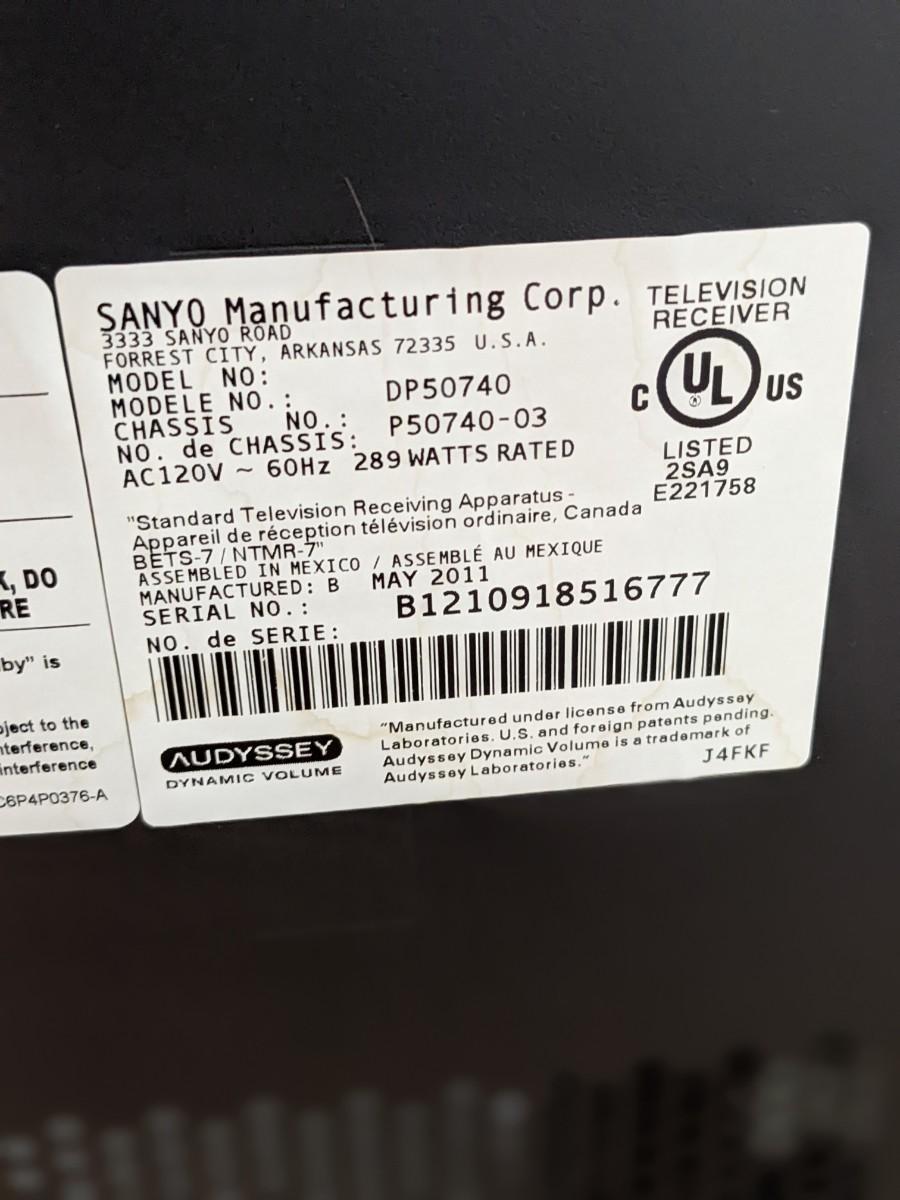 SANYO Manufacturing Corp.
3333 SANYO ROAD
FORREST CITY, ARKANSAS 72335 U.S.A.
MODEL NO:
MODELE NO.: DP50740
CHASSIS NO.: P50740-03
NO. de CHASSIS:
AC120V ~ 60Hz 289 WATTS RATED
TELEVISION
RECEIVER
C UL US
LISTED
2SA9
E221758
"Standard Television Receiving Apparatus -
Appareil de réception télévision ordinaire, Canada
BETS-7 / NTMR-7"
ASSEMBLED IN MEXICO / ASSEMBLÉ AU MEXIQUE
MANUFACTURED: B MAY 2011
SERIAL NO.: B1210918516777
NO. de SERIE:
AUDYSSEY
DYNAMIC VOLUME
"Manufactured under license from Audyssey
Laboratories. U.S. and foreign patents pending.
Audyssey Dynamic Volume is a trademark of
Audyssey Laboratories."
J4FKF
, DO
RE
by" is
ject to the
nterference,
interference
C6P4P0376-A